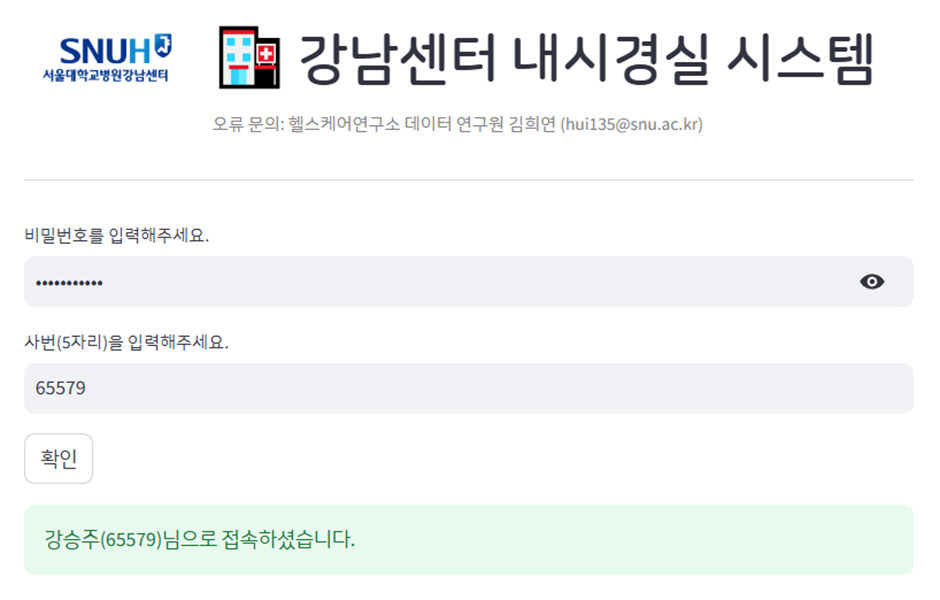 SNUH
서울대학교병원강남센터
강남센터 내시경실 시스템
오류 문의: 헬스케어연구소 데이터 연구원 김희연 (hui135@snu.ac.kr)
비밀번호를 입력해주세요.
•••••••••••
사번(5자리)을 입력해주세요.
65579
확인
강승주(65579)님으로 접속하셨습니다.